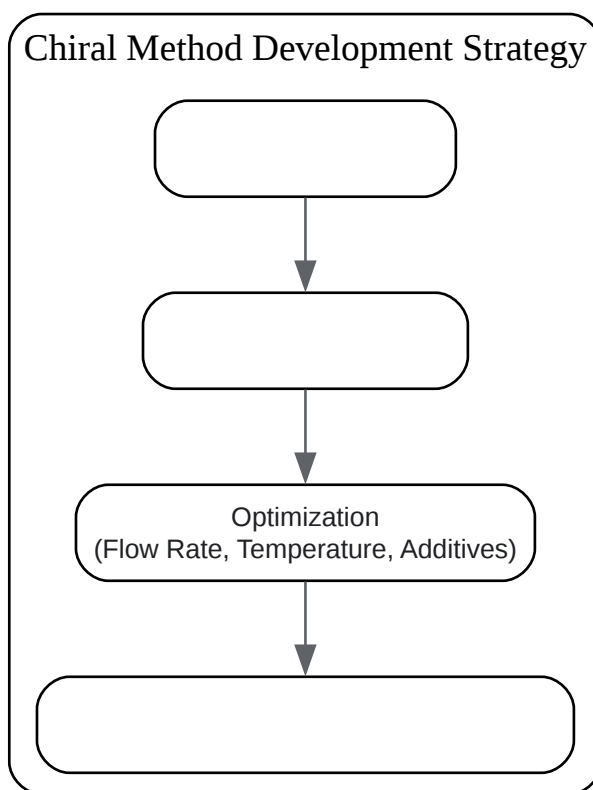 Chiral Method Development Strategy
Optimization
(Flow Rate, Temperature, Additives)